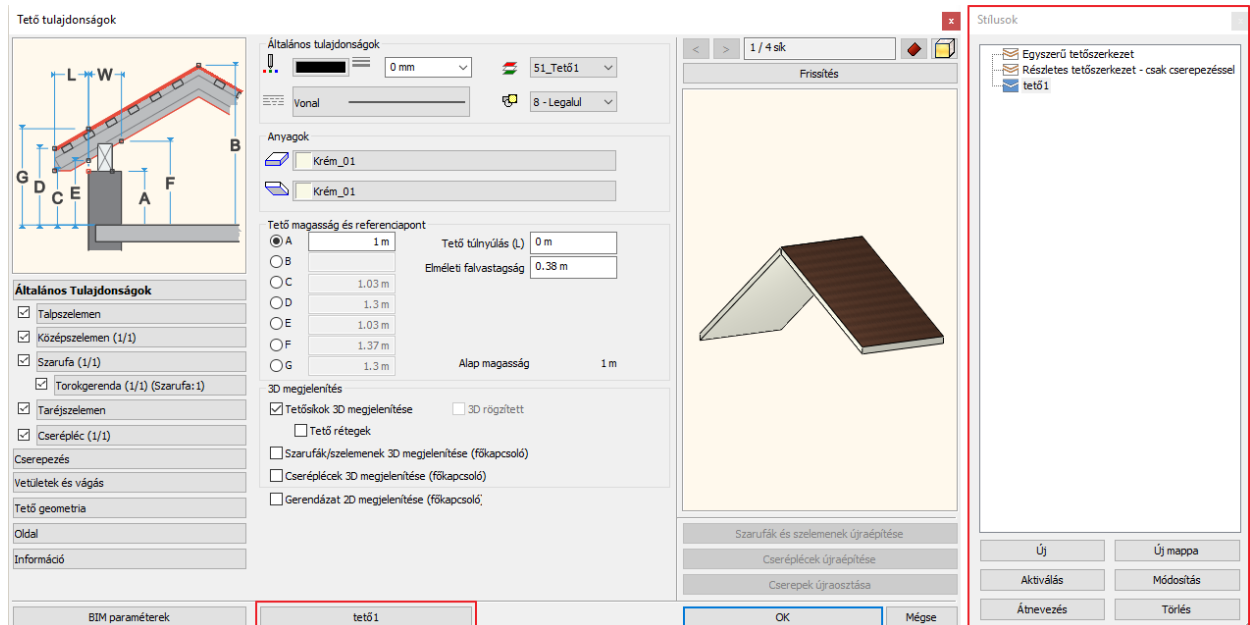 Tető tulajdonságok
L
W
G
D
C
E
A
F
B
Általános Tulajdonságok
Talpszelemen
Középszelemen (1/1)
Szarufa (1/1)
Torokgerenda (1/1) (Szarufa:1)
Taréjszelemen
Cserépléc (1/1)
Cserepezés
Vetületek és vágás
Tető geometria
Oldal
Információ
BIM paraméterek
Általános tulajdonságok
0 mm
51_Tető1
Vonal
8 - Legalul
Anyagok
Krém_01
Krém_01
Tető magasság és referenciapont
A 1 m Tető túlnyúlás (L) 0 m
B Elméleti falvastagság 0.38 m
C 1.03 m
D 1.3 m
E 1.03 m
F 1.37 m
G 1.3 m Alap magasság 1 m
3D megjelenítés
Tetősíkok 3D megjelenítése 3D rögzített
Tető rétegek
Szarufák/szelemenek 3D megjelenítése (főkapcsoló)
Cseréplécek 3D megjelenítése (főkapcsoló)
Gerendázat 2D megjelenítése (főkapcsoló)
tető1
< > 1 / 4 sík
Frissítés
Szarufák és szelemenek újraépítése
Cseréplécek újraépítése
Cserepek újraosztása
OK Mégse
Stílusok
Egyszerű tetőszerkezet
Részletes tetőszerkezet - csak cserepezéssel
tető1
Új Új mappa
Aktiválás Módosítás
Átnevezés Törlés